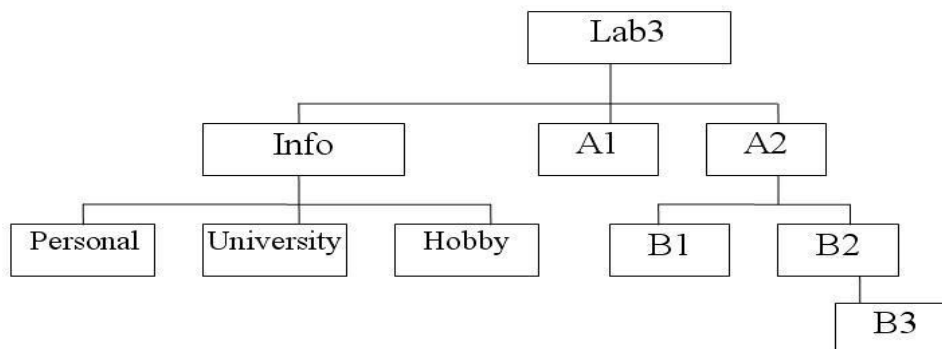 Lab3
Info
A1
A2
Personal
University
Hobby
B1
B2
B3